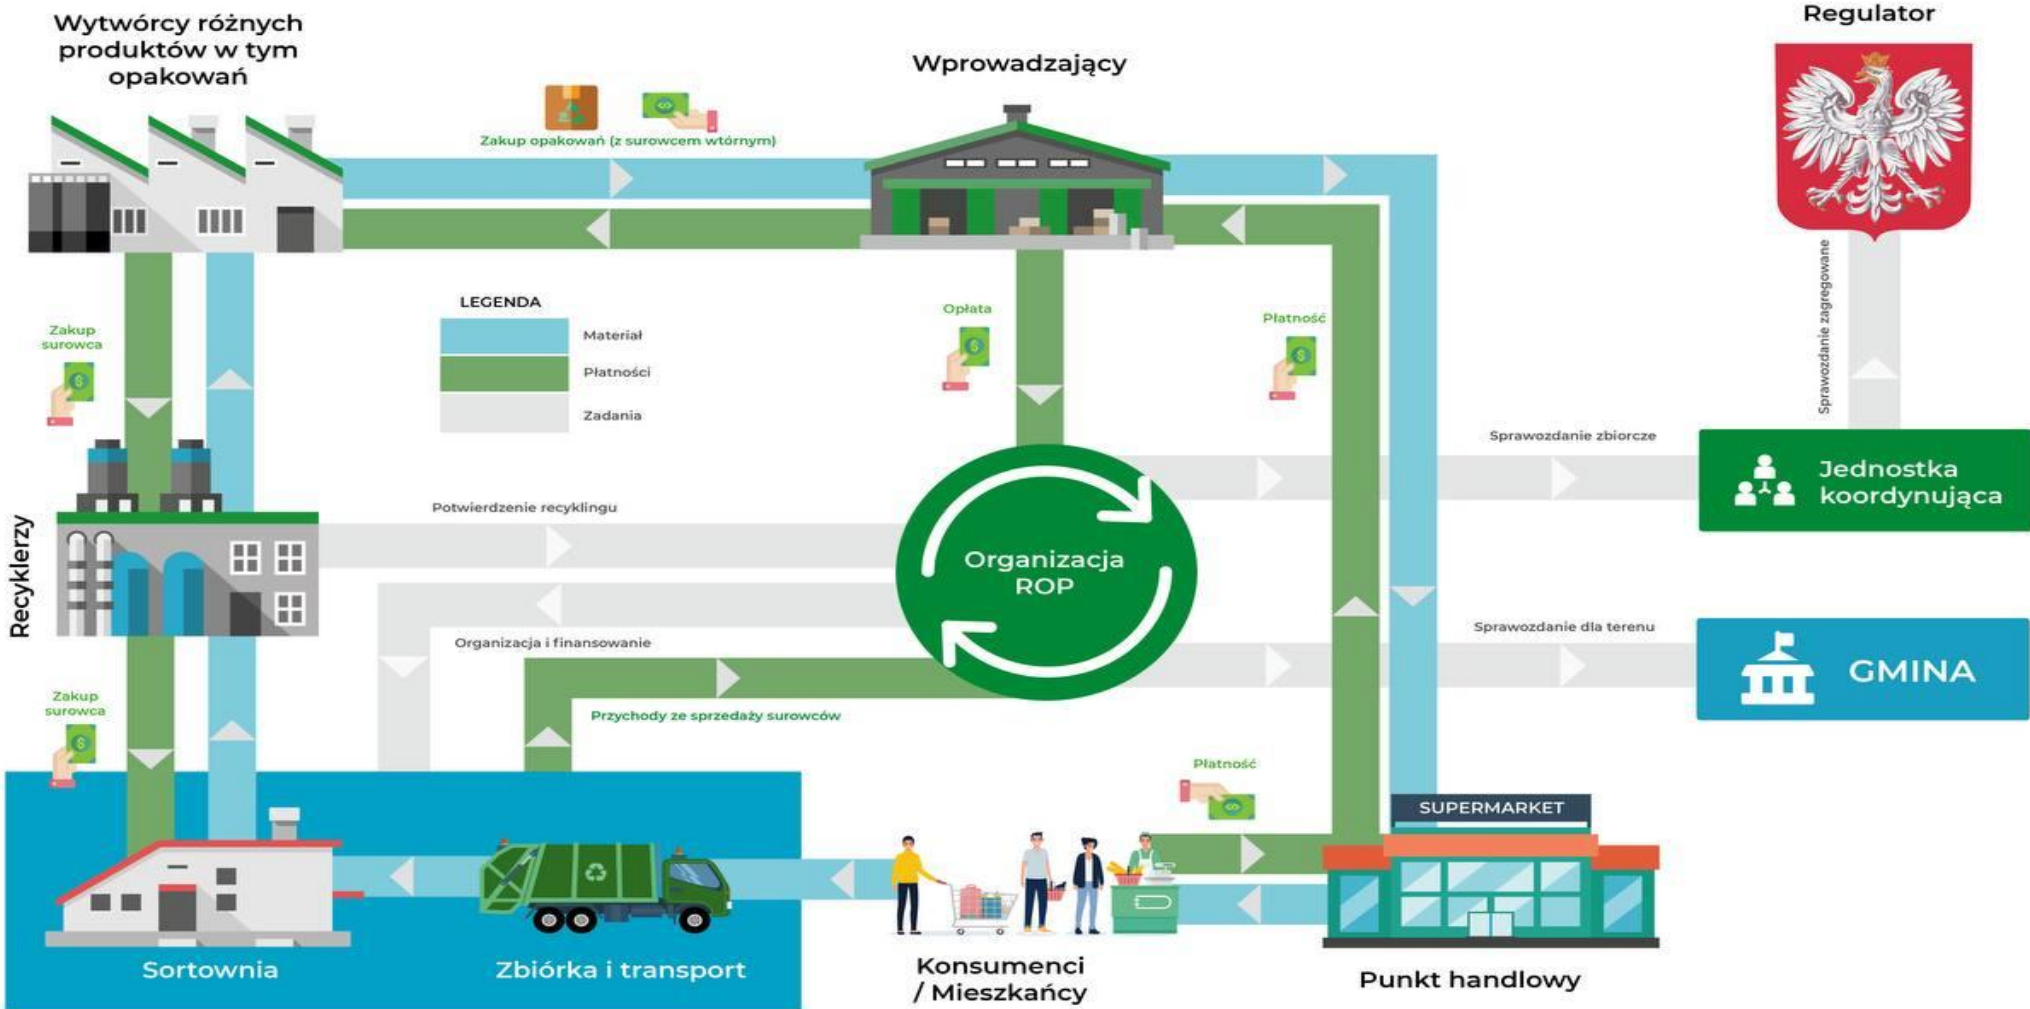 Wytwórcy różnych
produktów w tym
opakowań
Wprowadzający
Regulator
Zakup opakowań (z surowcem wtórnym)
Sprawozdanie zagregowane
LEGENDA
Materiał
Płatności
Zadania
Zakup
surowca
Opłata
Płatność
Sprawozdanie zbiorcze
Jednostka
koordynująca
Recyklerzy
Potwierdzenie recyklingu
Organizacja
ROP
Organizacja i finansowanie
Sprawozdanie dla terenu
GMINA
Zakup
surowca
Przychody ze sprzedaży surowców
Płatność
SUPERMARKET
Sortownia
Zbiórka i transport
Konsumenci
/ Mieszkańcy
Punkt handlowy